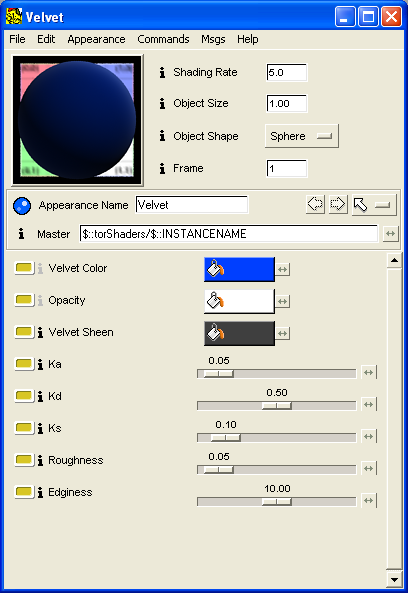 Velvet
File Edit Appearance Commands Msgs Help
Shading Rate 5.0
Object Size 1.00
Object Shape Sphere
Frame 1
Appearance Name Velvet
Master $::torShaders/$::INSTANCENAME
Velvet Color
Opacity
Velvet Sheen
Ka 0.05
Kd 0.50
Ks 0.10
Roughness 0.05
Edginess 10.00